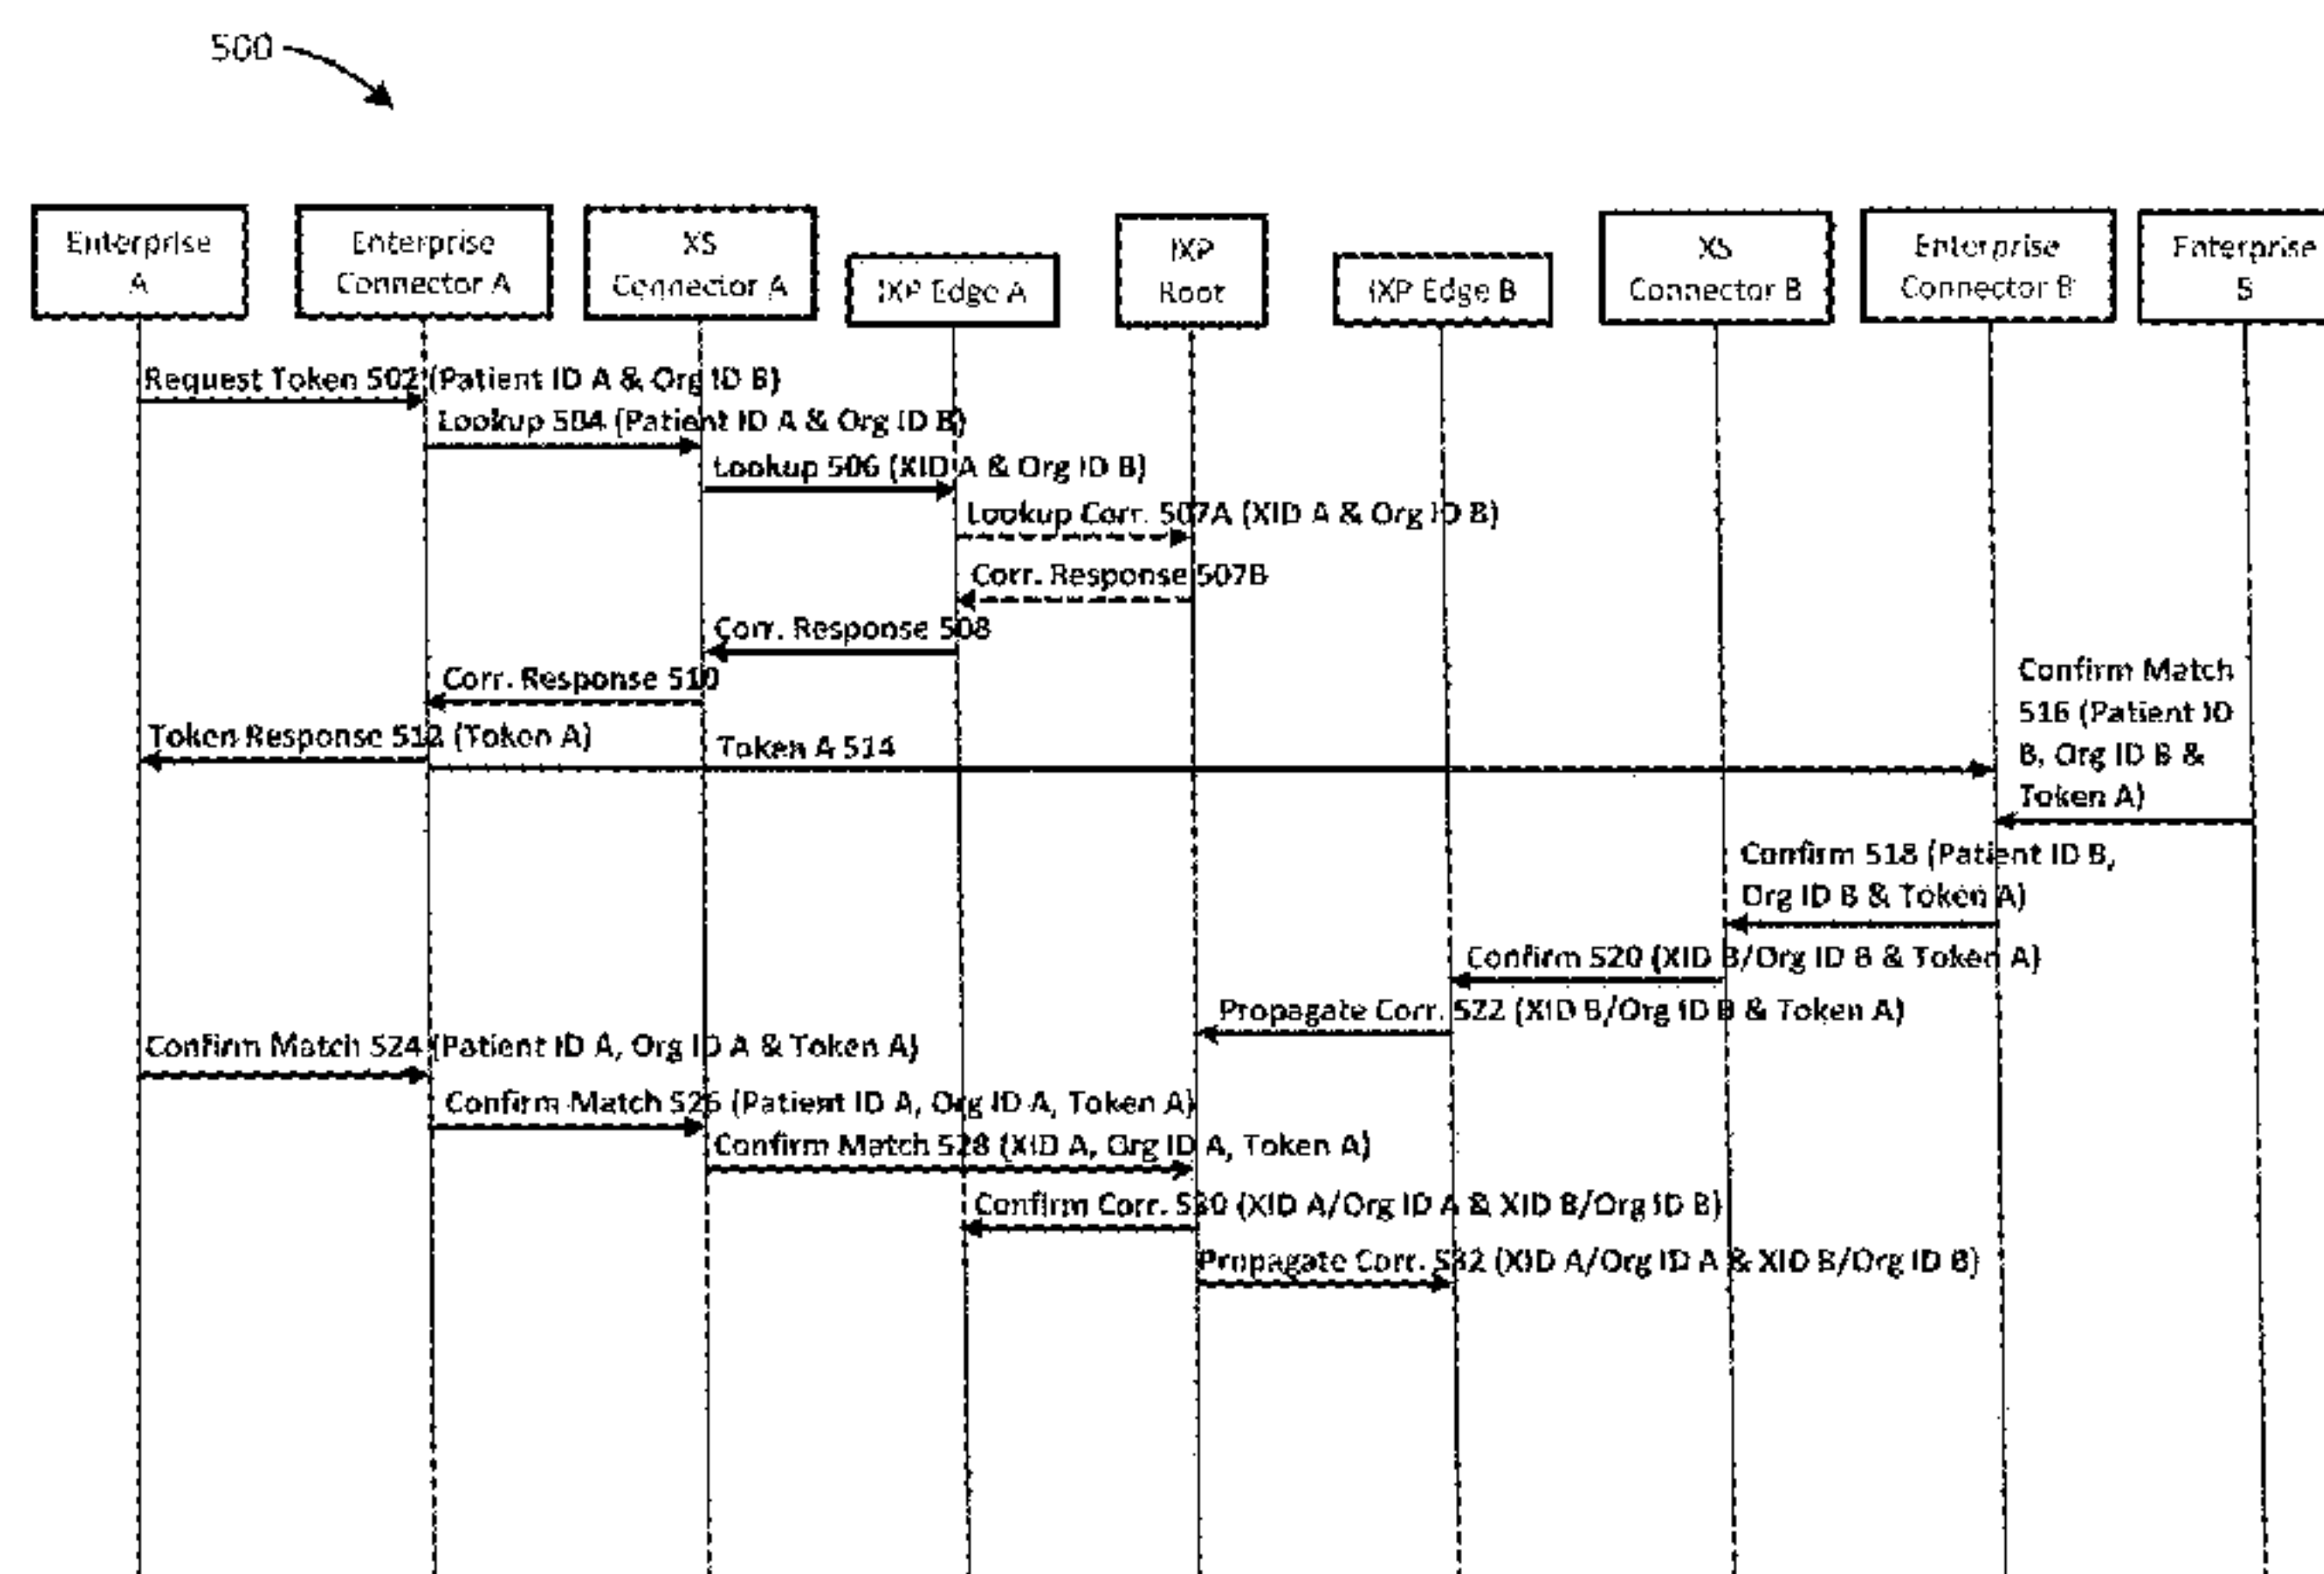 500
Enterprise
A
Enterprise
Connector A
XS
Connector A
IXP Edge A
IXP
Root
IXP Edge B
XS
Connector B
Enterprise
Connector B
Enterprise
Request Token 502 (Patient ID A & Org ID B)
Lookup 504 (Patient ID A & Org ID B)
Lookup 506 (XID A & Org ID B)
Lookup Corr. 507A (XID A & Org ID B)
Corr. Response 507B
Corr. Response 508
Corr. Response 510
Token Response 512 (Token A)
Token A 514
Confirm Match
516 (Patient ID
B, Org ID B &
Token A)
Confirm 518 (Patient ID B,
Org ID B & Token A)
Confirm 520 (XID B/Org ID B & Token A)
Propagate Corr. 522 (XID B/Org ID B & Token A)
Confirm Match 524 (Patient ID A, Org ID A & Token A)
Confirm Match 526 (Patient ID A, Org ID A, Token A)
Confirm Match 528 (XID A, Org ID A, Token A)
Confirm Corr. 530 (XID A/Org ID A & XID B/Org ID B)
Propagate Corr. 532 (XID A/Org ID A & XID B/Org ID B)